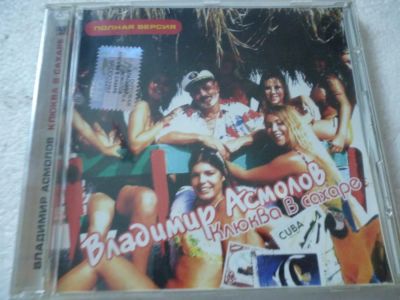 ПОЛНАЯ ВЕРСИЯ
ВЛАДИМИР АСМОЛОВ КЛЮКВА В САХАРЕ
Владимир Асмолов
Клюква в сахаре
CUBA